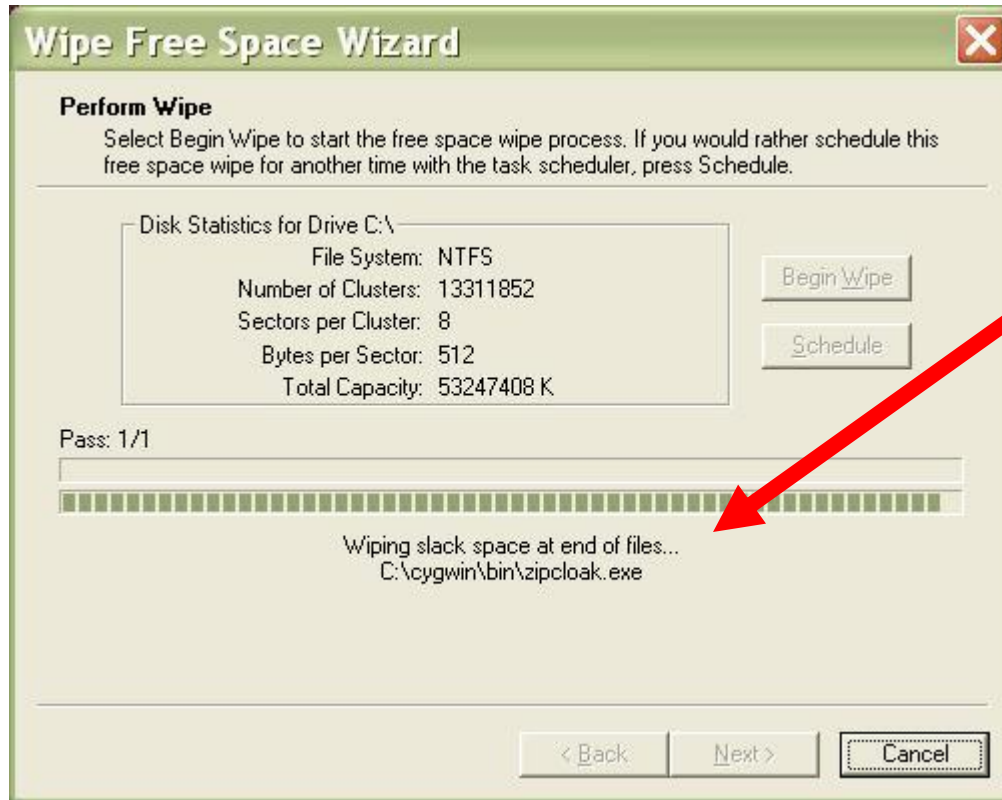 Wipe Free Space Wizard
Perform Wipe
Select Begin Wipe to start the free space wipe process. If you would rather schedule this
free space wipe for another time with the task scheduler, press Schedule.
Disk Statistics for Drive C:\
File System: NTFS
Number of Clusters: 13311852
Sectors per Cluster: 8
Bytes per Sector: 512
Total Capacity: 53247408 K
Begin Wipe
Schedule
Pass: 1/1
Wiping slack space at end of files...
C:\cygwin\bin\zipcloak.exe
< Back
Next >
Cancel